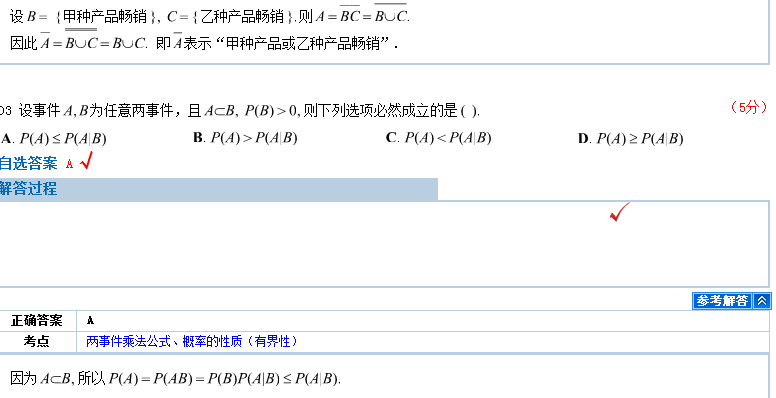 设 B = {甲种产品畅销}, C = {乙种产品畅销}.则 A = B̅C̅ = B̅∪̅C̅.
因此 A̅ = B∪C̿ = B∪C. 即 A̅ 表示“甲种产品或乙种产品畅销”.
03 设事件 A, B为任意两事件，且 A⊂B, P(B) > 0, 则下列选项必然成立的是 ( ). （5分）
A. P(A) ≤ P(A|B) B. P(A) > P(A|B) C. P(A) < P(A|B) D. P(A) ≥ P(A|B)
自选答案 A
解答过程
参考解答
正确答案 A
考点 两事件乘法公式、概率的性质（有界性）
因为 A⊂B, 所以 P(A) = P(AB) = P(B)P(A|B) ≤ P(A|B).